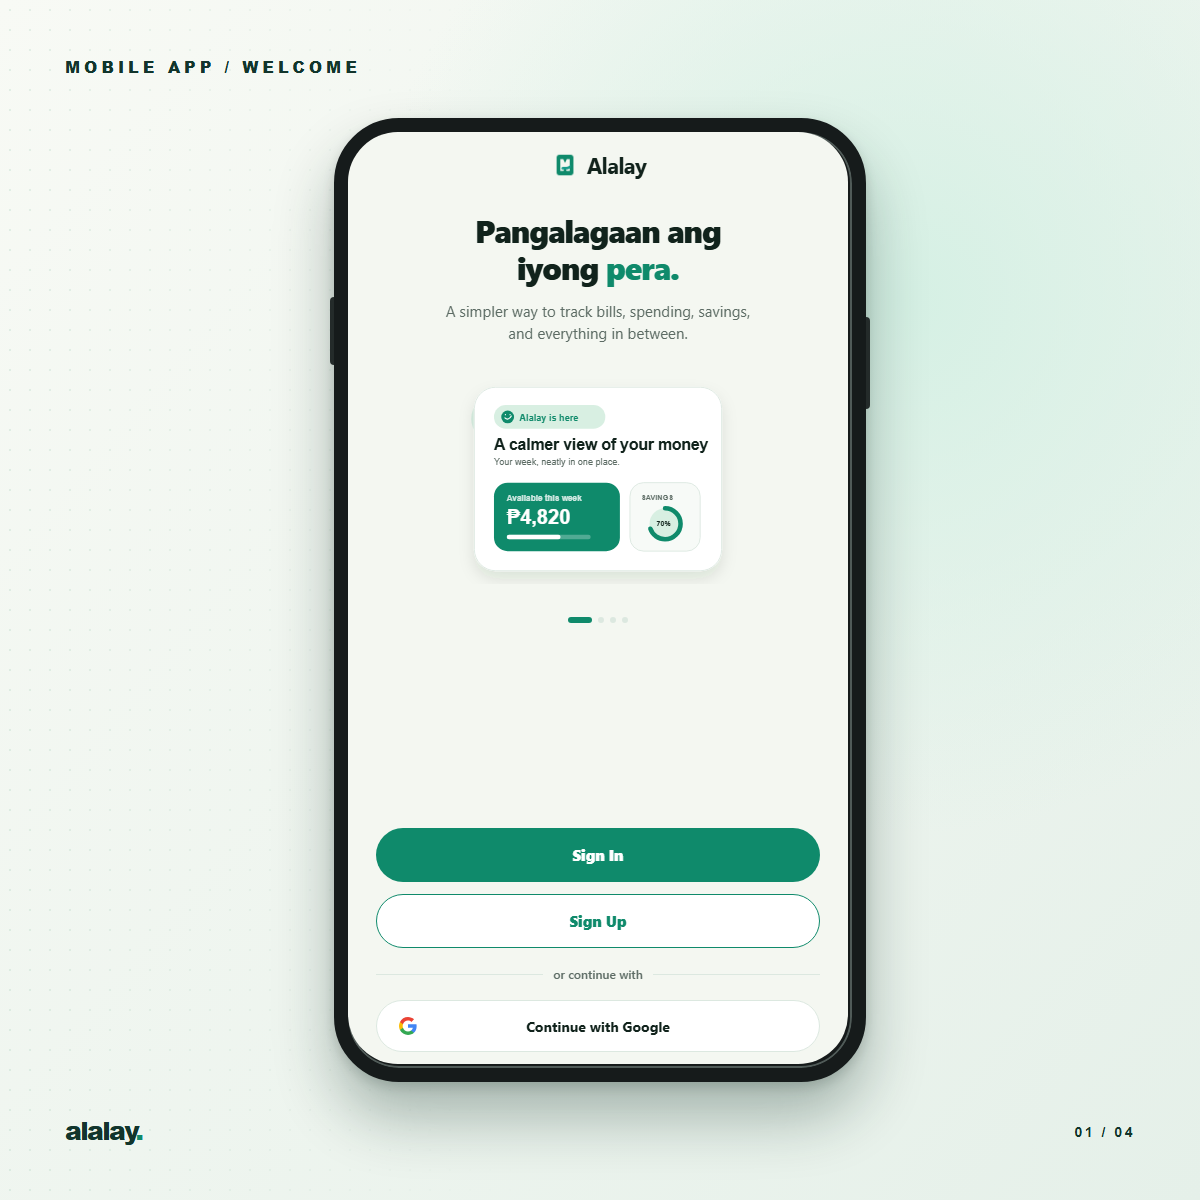 MOBILE APP / WELCOME
Alalay
Pangalagaan ang
iyong pera.
A simpler way to track bills, spending, savings,
and everything in between.
Alalay is here
A calmer view of your money
Your week, neatly in one place.
Available this week
₱4,820
SAVINGS
70%
Sign In
Sign Up
or continue with
Continue with Google
alalay.
01 / 04